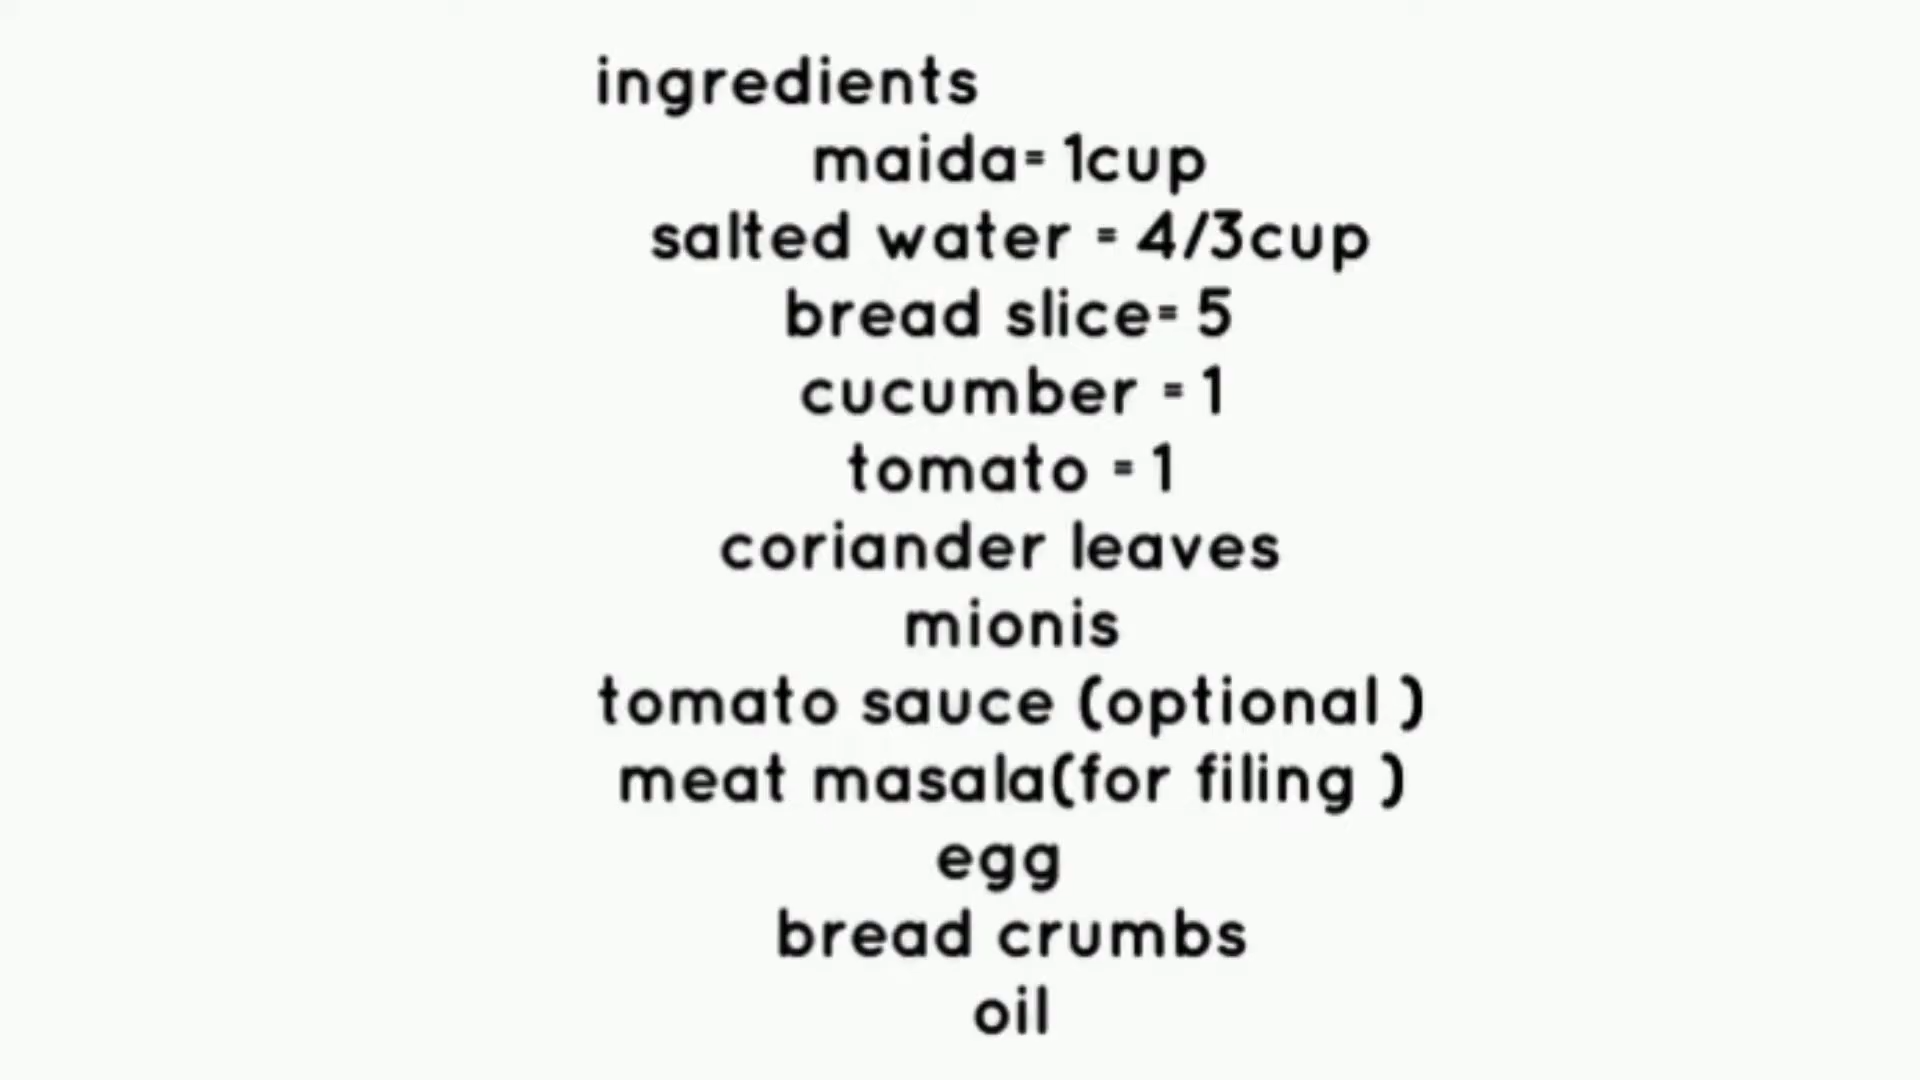 ingredients
maida= 1cup
salted water = 4/3cup
bread slice= 5
cucumber = 1
tomato = 1
coriander leaves
mionis
tomato sauce (optional )
meat masala(for filing )
egg
bread crumbs
oil